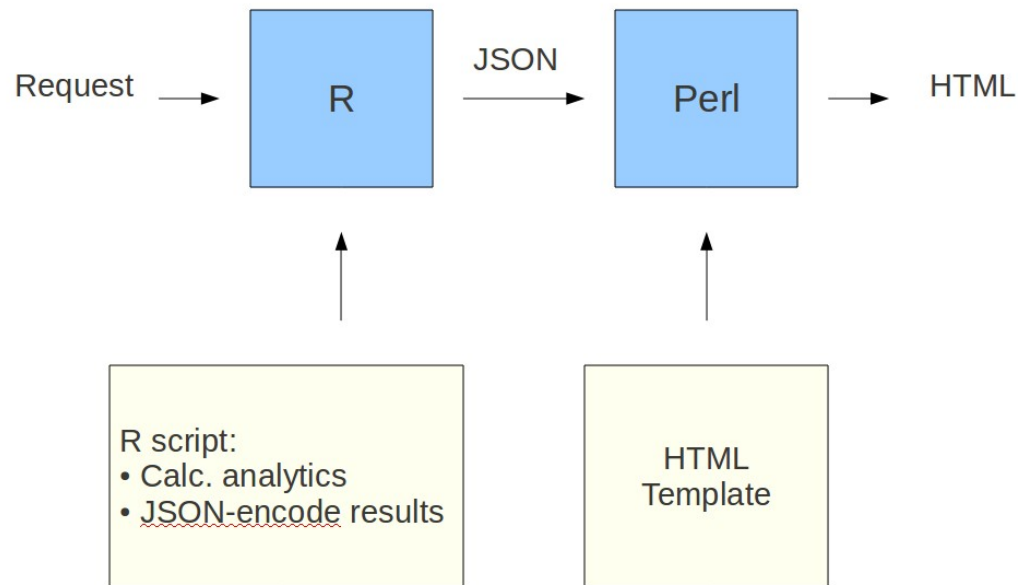 Request
R
JSON
Perl
HTML
R script:
• Calc. analytics
• JSON-encode results
HTML
Template